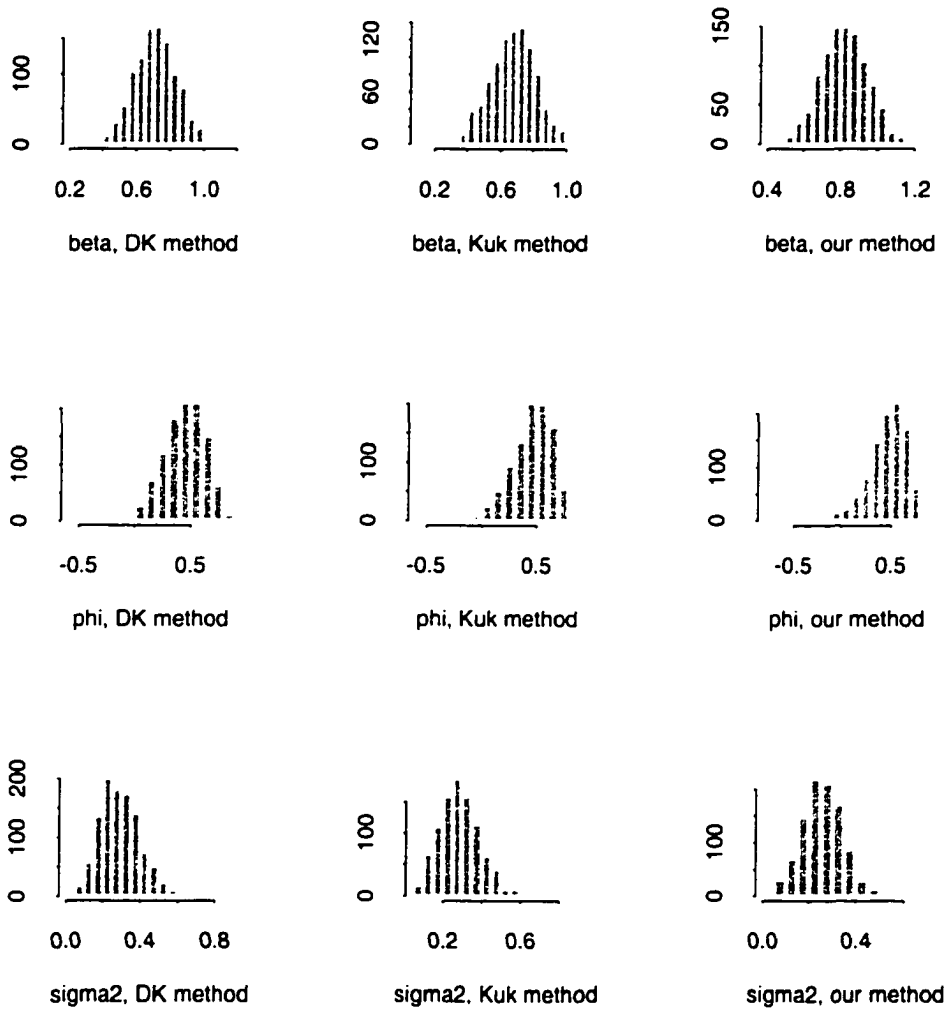 100
0
0.2 0.6 1.0
beta, DK method
120
60
0
0.2 0.6 1.0
beta, Kuk method
150
50
0
0.4 0.8 1.2
beta, our method
100
0
-0.5 0.5
phi, DK method
100
0
-0.5 0.5
phi, Kuk method
100
0
-0.5 0.5
phi, our method
200
100
0
0.0 0.4 0.8
sigma2, DK method
100
0
0.2 0.6
sigma2, Kuk method
100
0
0.0 0.4
sigma2, our method